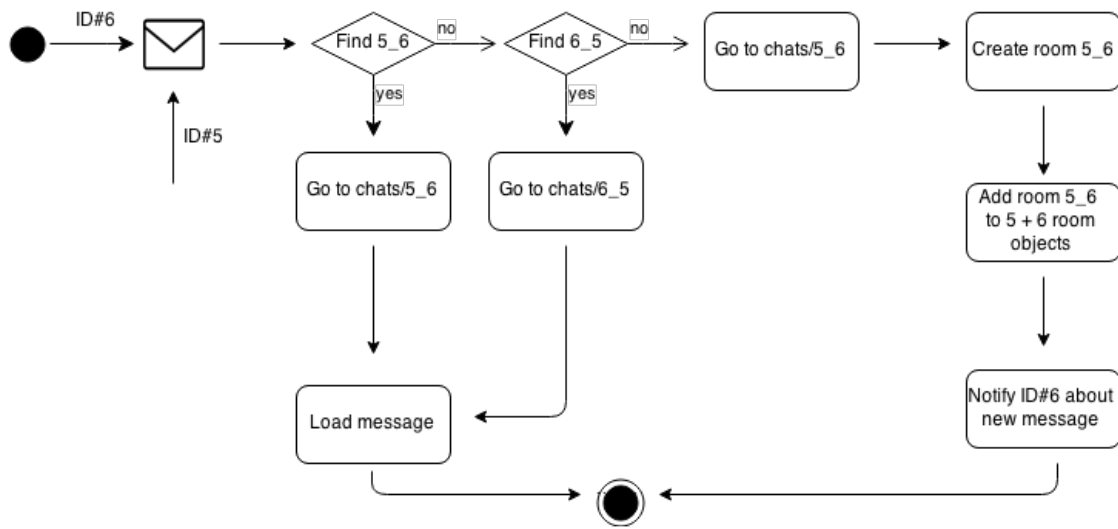 ID#6
Find 5_6
no
Find 6_5
no
Go to chats/5_6
Create room 5_6
yes
yes
ID#5
Go to chats/5_6
Go to chats/6_5
Add room 5_6
to 5 + 6 room
objects
Load message
Notify ID#6 about
new message